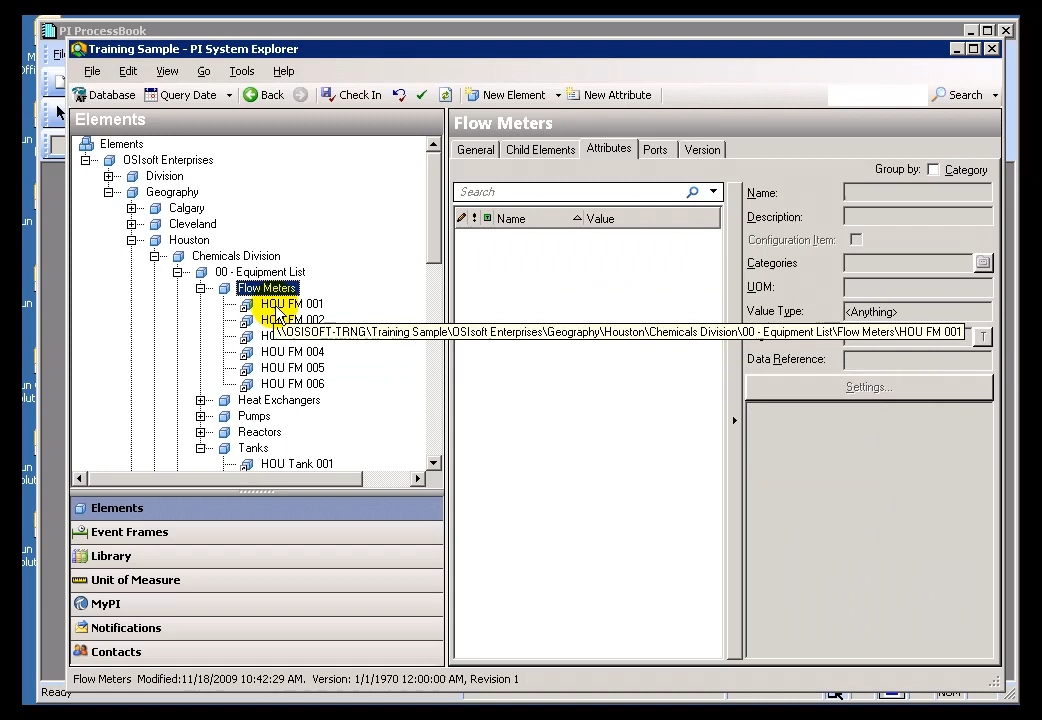 PI ProcessBook
Training Sample - PI System Explorer
File Edit View Go Tools Help
Database Query Date Back Check In New Element New Attribute Search
Elements
Flow Meters
Elements
OSIsoft Enterprises
Division
Geography
Calgary
Cleveland
Houston
Chemicals Division
00 - Equipment List
Flow Meters
HOU FM 001
HOU FM 002
\\OSISOFT-TRNG\Training Sample\OSIsoft Enterprises\Geography\Houston\Chemicals Division\00 - Equipment List\Flow Meters\HOU FM 001
HOU FM 004
HOU FM 005
HOU FM 006
Heat Exchangers
Pumps
Reactors
Tanks
HOU Tank 001
General Child Elements Attributes Ports Version
Group by: Category
Search
Name Value
Name:
Description:
Configuration Item:
Categories
UOM:
Value Type: <Anything>
T
Data Reference:
Settings...
Elements
Event Frames
Library
Unit of Measure
MyPI
Notifications
Contacts
Flow Meters Modified:11/18/2009 10:42:29 AM. Version: 1/1/1970 12:00:00 AM, Revision 1
Ready